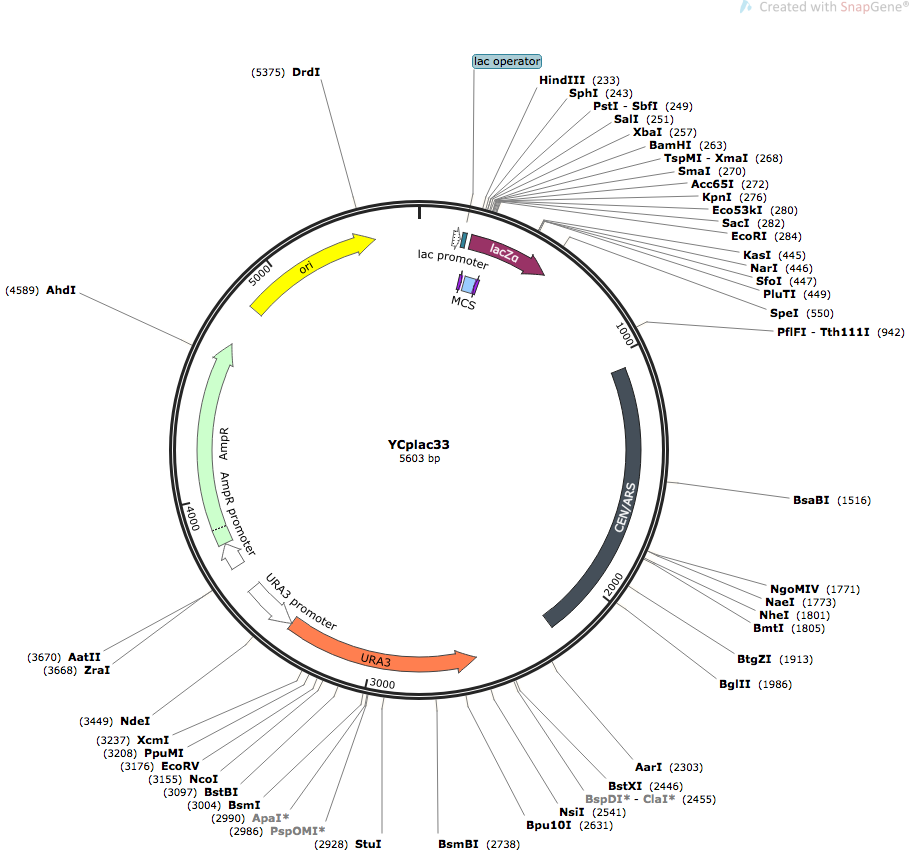 Created with SnapGene®
lac operator
(5375) DrdI
HindIII (233)
SphI (243)
PstI - SbfI (249)
SalI (251)
XbaI (257)
BamHI (263)
TspMI - XmaI (268)
SmaI (270)
Acc65I (272)
KpnI (276)
Eco53kI (280)
SacI (282)
EcoRI (284)
KasI (445)
NarI (446)
SfoI (447)
PluTI (449)
SpeI (550)
PflFI - Tth111I (942)
lac promoter
lacZα
MCS
ori
5000
1000
(4589) AhdI
YCplac33
5603 bp
AmpR
AmpR promoter
4000
CEN/ARS
BsaBI (1516)
NgoMIV (1771)
NaeI (1773)
NheI (1801)
BmtI (1805)
2000
BtgZI (1913)
BglII (1986)
URA3 promoter
URA3
3000
(3670) AatII
(3668) ZraI
(3449) NdeI
(3237) XcmI
(3208) PpuMI
(3176) EcoRV
(3155) NcoI
(3097) BstBI
(3004) BsmI
(2990) ApaI*
(2986) PspOMI*
(2928) StuI
AarI (2303)
BstXI (2446)
BspDI* - ClaI* (2455)
NsiI (2541)
Bpu10I (2631)
BsmBI (2738)